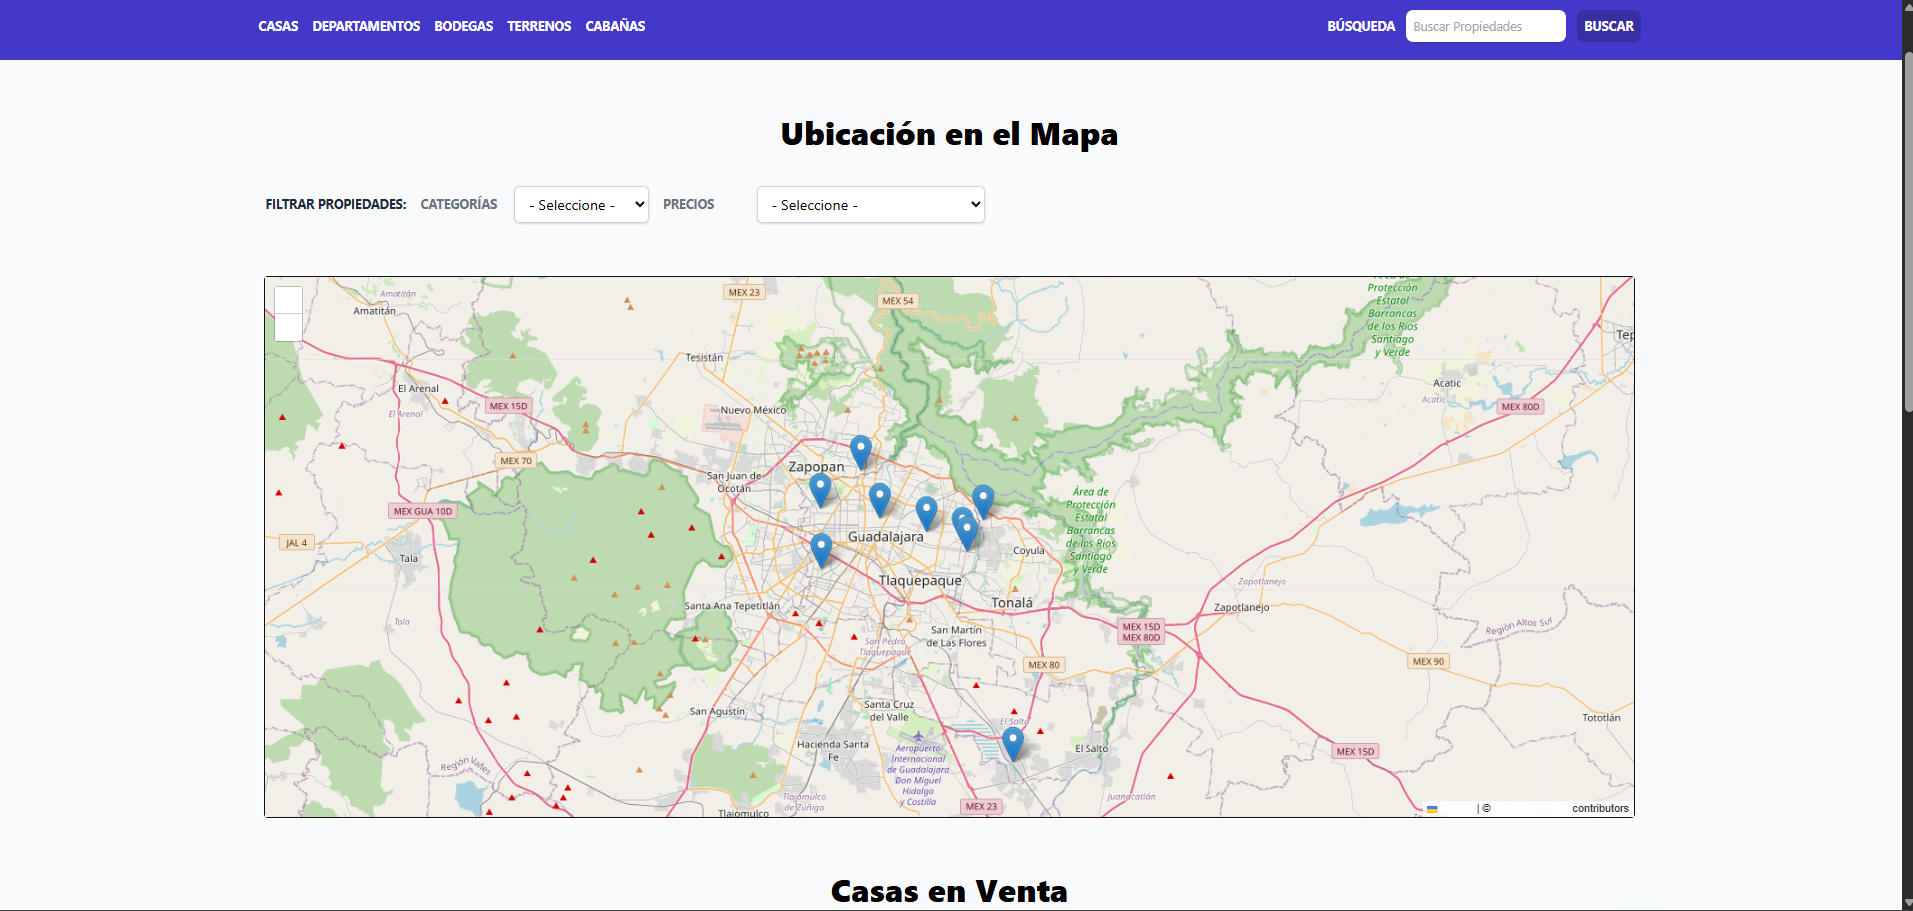 CASAS DEPARTAMENTOS BODEGAS TERRENOS CABAÑAS BÚSQUEDA Buscar Propiedades BUSCAR
Ubicación en el Mapa
FILTRAR PROPIEDADES: CATEGORÍAS - Seleccione - PRECIOS - Seleccione -
Amatitán
Amatitán
MEX 23
MEX 54
Área de
Protección
Estatal
Barrancas
de los Ríos
Santiago
y Verde
Tesistán
El Arenal
El Arenal
MEX 15D
Nuevo México
Acatic
Acatic
MEX 80D
MEX 70
Zapopan
San Juan de
Ocotán
MEX GUA 10D
Área de
Protección
Estatal
Barrancas
de los Ríos
Santiago
y Verde
JAL 4
Tala
Guadalajara
Coyula
Tlaquepaque
Zapotlanejo
Zapotlanejo
Santa Ana Tepetitlán
Tonalá
Tala
San Martín
de Las Flores
San Pedro
Tlaquepaque
MEX 15D
MEX 80D
Región Altos Sur
MEX 80
MEX 90
San Agustín
Santa Cruz
del Valle
El Salto
Tototlán
Hacienda Santa
Fe
Aeropuerto
Internacional
de Guadalajara
Don Miguel
Hidalgo
y Costilla
El Salto
MEX 15D
Región Valles
Tlajomulco
de Zúñiga
Juanacatlán
MEX 23
Tlajomulco
| © contributors
Casas en Venta